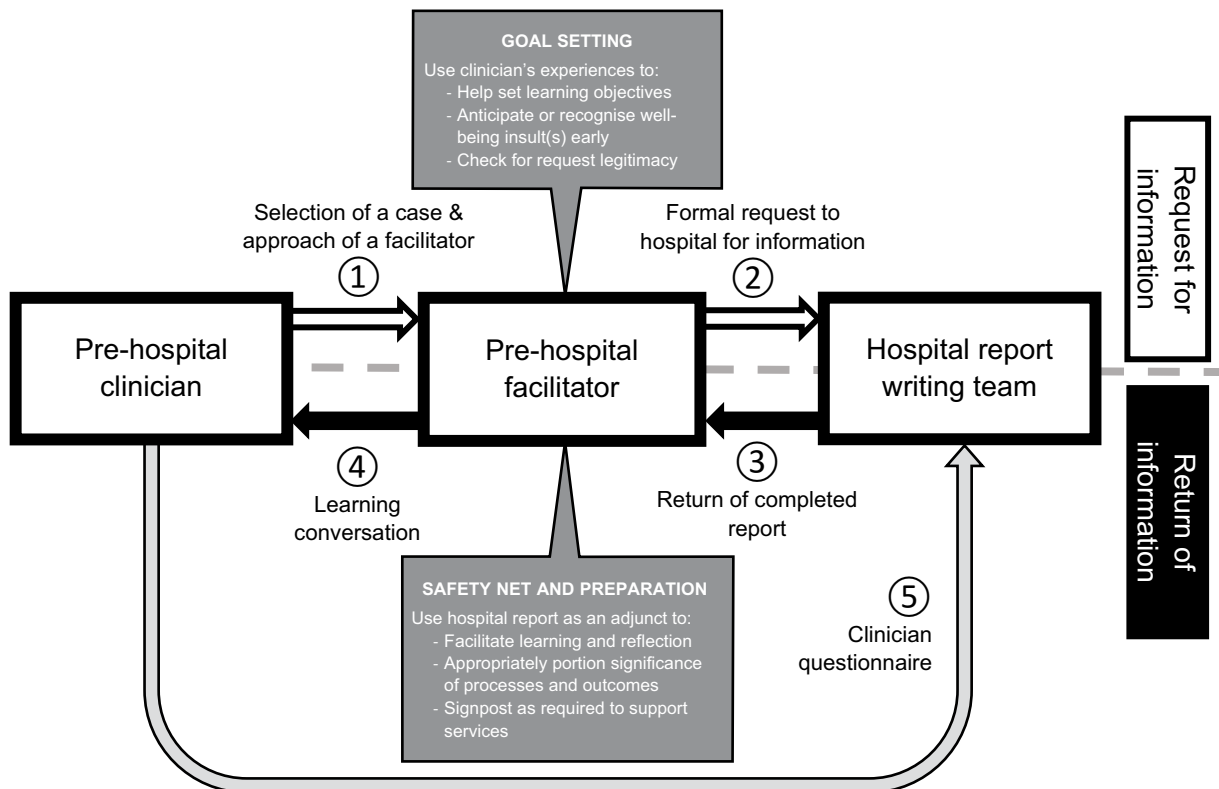 GOAL SETTING
Use clinician's experiences to:
- Help set learning objectives
- Anticipate or recognise well-
being insult(s) early
- Check for request legitimacy
Selection of a case &
approach of a facilitator
①
Formal request to
hospital for information
②
Request for
information
Pre-hospital
clinician
Pre-hospital
facilitator
Hospital report
writing team
④
Learning
conversation
③
Return of completed
report
Return of
information
SAFETY NET AND PREPARATION
Use hospital report as an adjunct to:
- Facilitate learning and reflection
- Appropriately portion significance
of processes and outcomes
- Signpost as required to support
services
⑤
Clinician
questionnaire